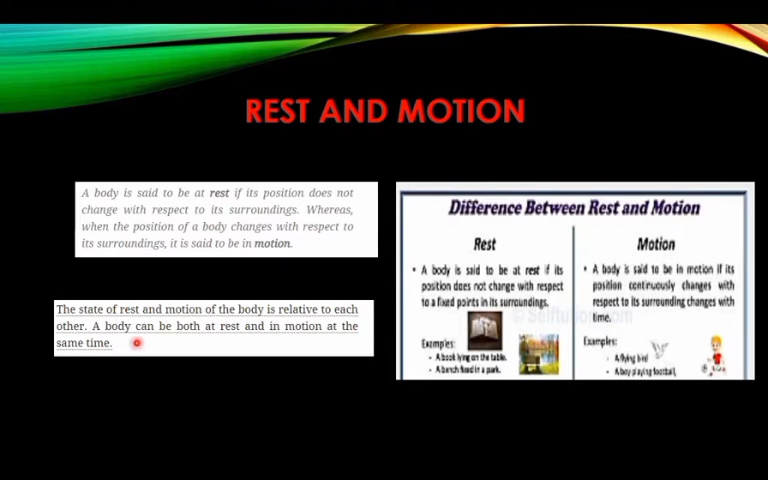 REST AND MOTION
A body is said to be at rest if its position does not
change with respect to its surroundings. Whereas,
when the position of a body changes with respect to
its surroundings, it is said to be in motion.
The state of rest and motion of the body is relative to each
other. A body can be both at rest and in motion at the
same time.
Difference Between Rest and Motion
Rest
• A body is said to be at rest if its
position does not change with respect
to a fixed points in its surroundings.
Examples:
- A book lying on the table.
- A bench fixed in a park.
Motion
• A body is said to be in motion if its
position continuously changes with
respect to its surrounding changes with
time.
Examples:
- A flying bird
- A boy playing football,